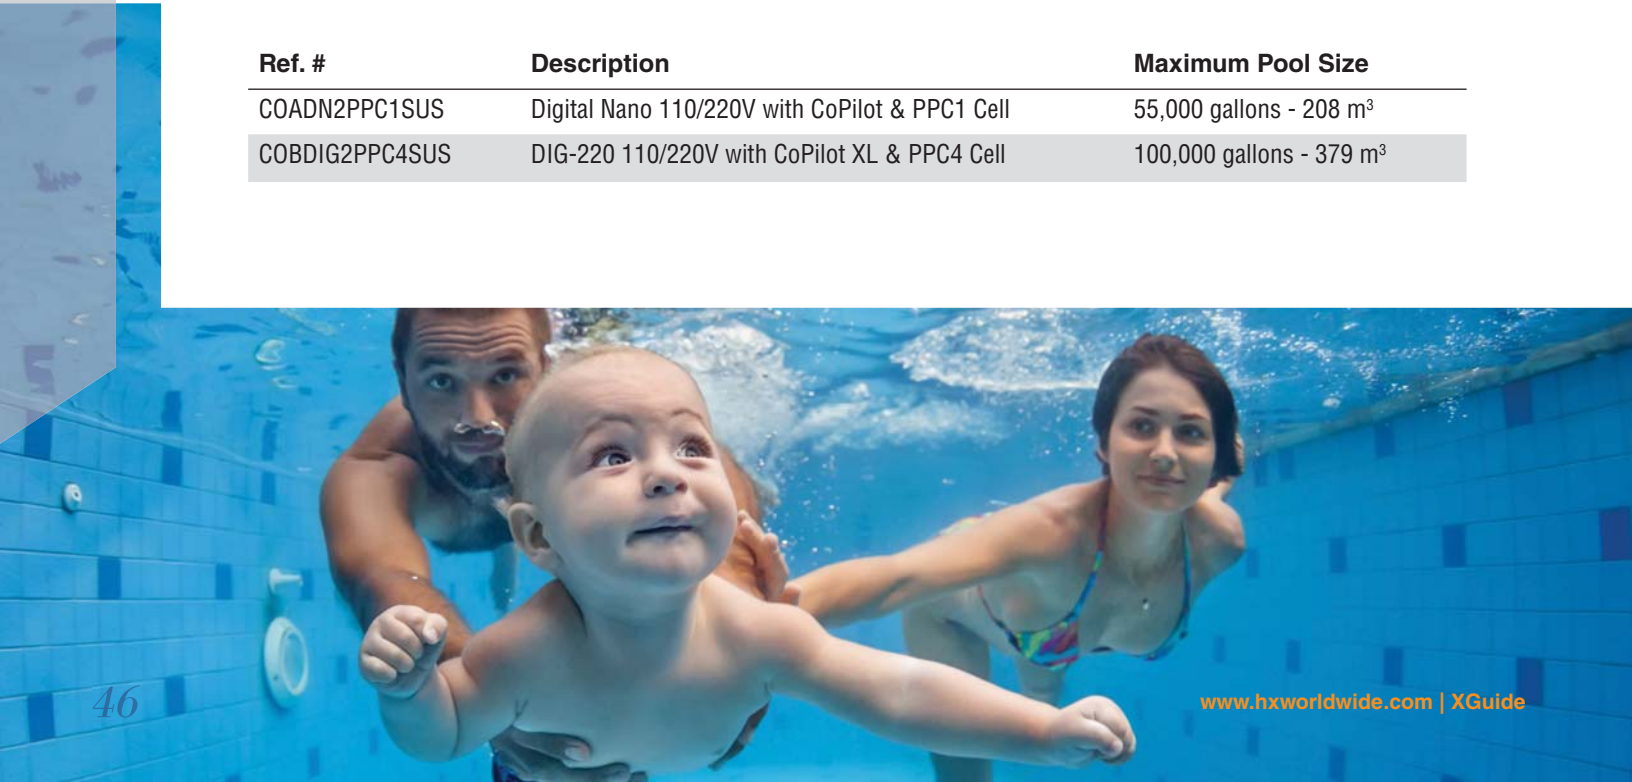 Ref. # Description Maximum Pool Size
COADN2PPC1SUS Digital Nano 110/220V with CoPilot & PPC1 Cell 55,000 gallons - 208 m³
COBDIG2PPC4SUS DIG-220 110/220V with CoPilot XL & PPC4 Cell 100,000 gallons - 379 m³
46
www.hxworldwide.com | XGuide